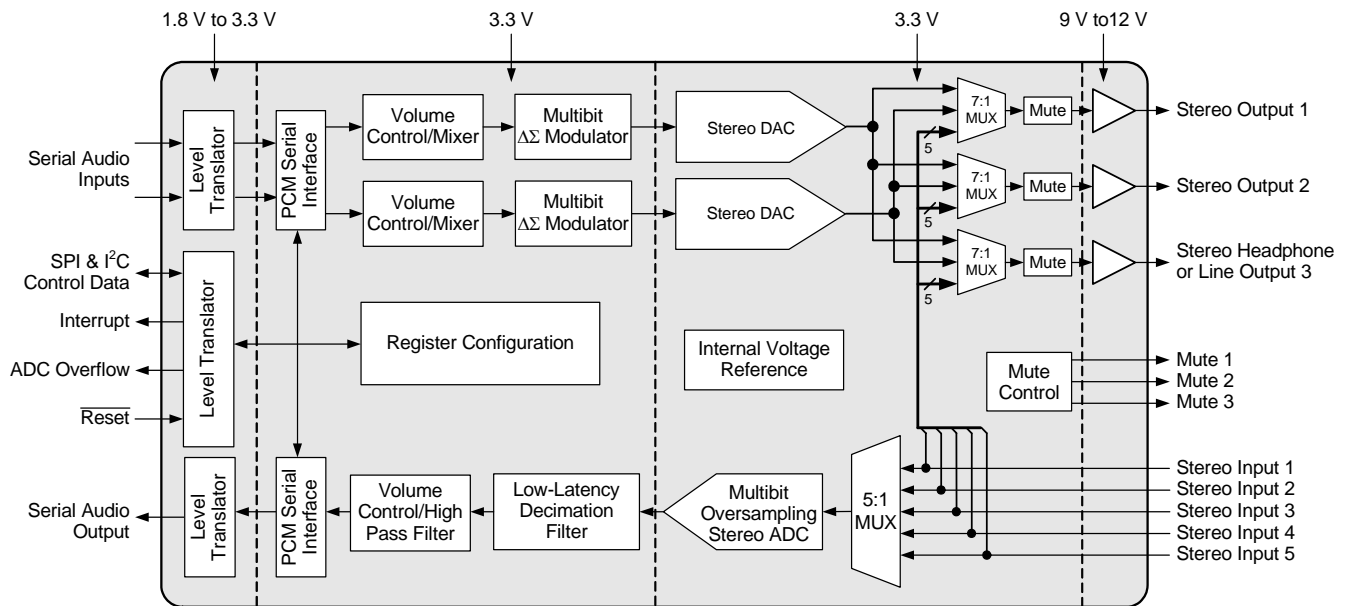 1.8 V to 3.3 V
3.3 V
3.3 V
9 V to12 V
Serial Audio
Inputs
Level
Translator
PCM Serial
Interface
Volume
Control/Mixer
Multibit
ΔΣ Modulator
Stereo DAC
7:1
MUX
5
Mute
Stereo Output 1
Volume
Control/Mixer
Multibit
ΔΣ Modulator
Stereo DAC
7:1
MUX
5
Mute
Stereo Output 2
7:1
MUX
5
Mute
Stereo Headphone
or Line Output 3
SPI & I²C
Control Data
Interrupt
ADC Overflow
Reset
Level Translator
Register Configuration
Internal Voltage
Reference
Mute
Control
Mute 1
Mute 2
Mute 3
Serial Audio
Output
Level
Translator
PCM Serial
Interface
Volume
Control/High
Pass Filter
Low-Latency
Decimation
Filter
Multibit
Oversampling
Stereo ADC
5:1
MUX
Stereo Input 1
Stereo Input 2
Stereo Input 3
Stereo Input 4
Stereo Input 5